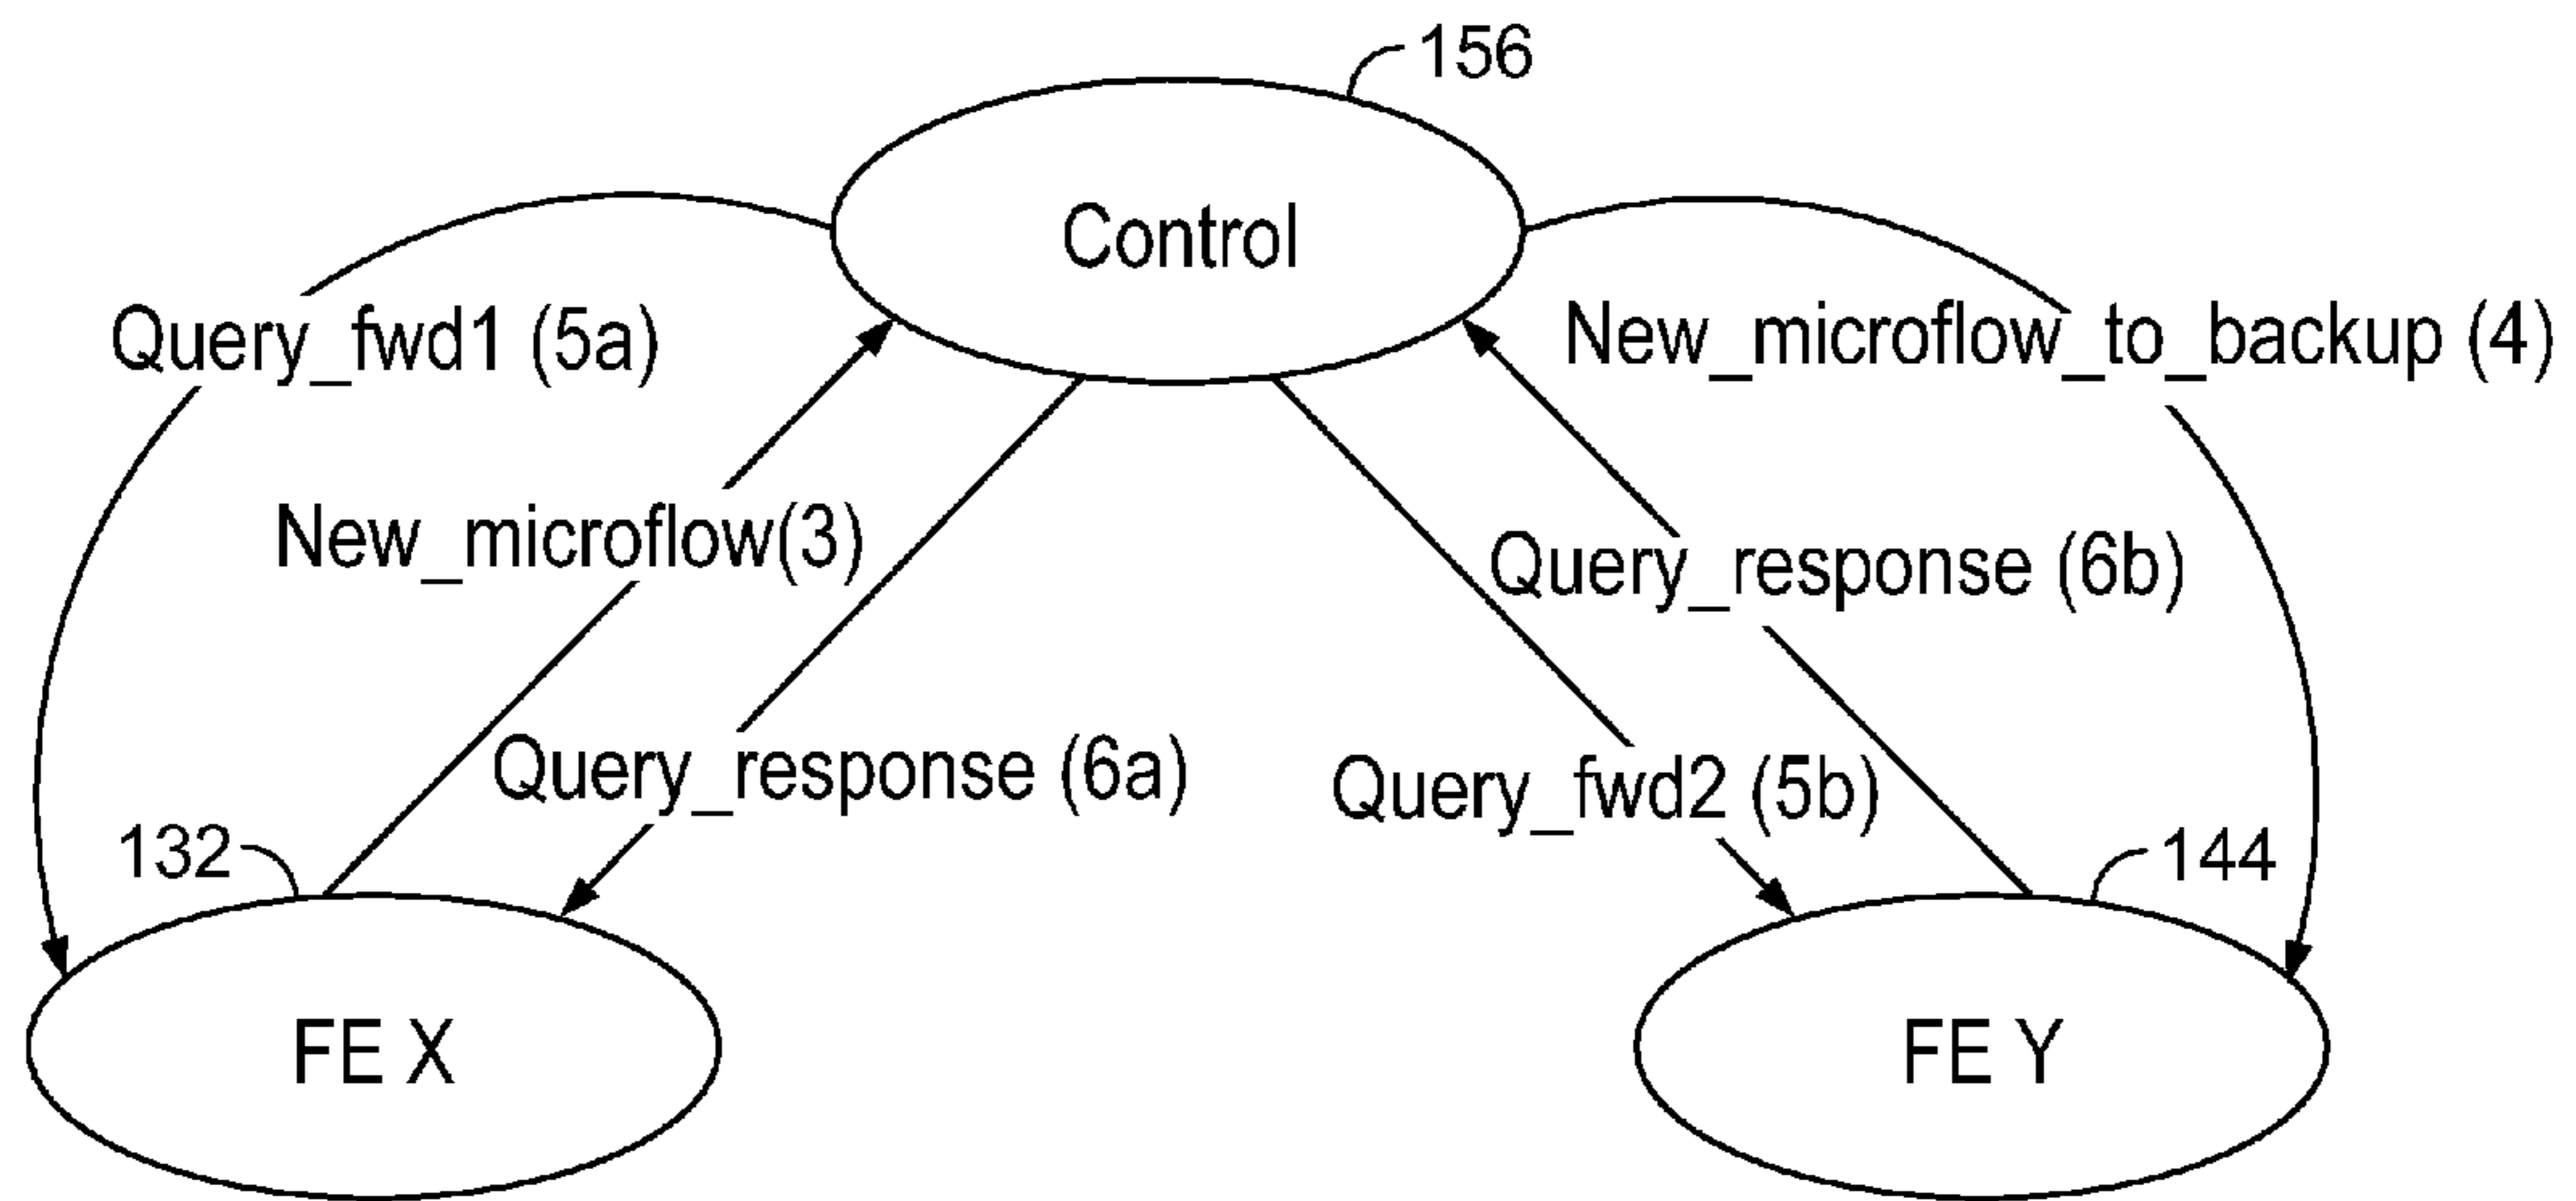 156
Control
Query_fwd1 (5a)
New_microflow_to_backup (4)
New_microflow(3)
Query_response (6b)
Query_response (6a)
Query_fwd2 (5b)
132
144
FE X
FE Y